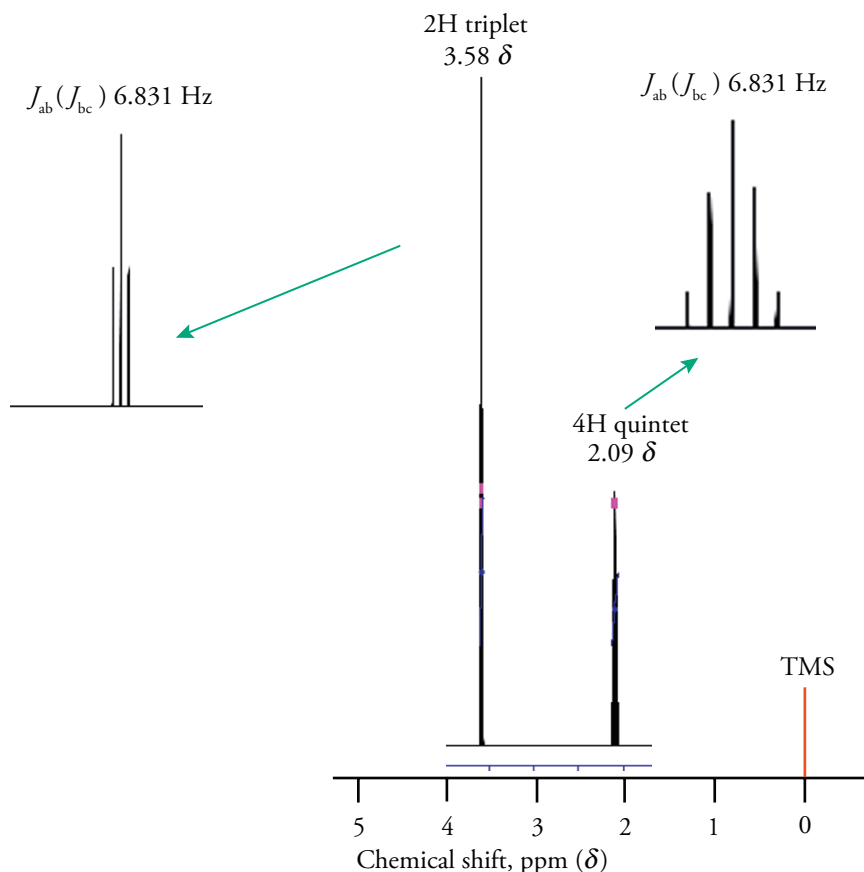 2H triplet
3.58 δ
J_ab(J_bc) 6.831 Hz
J_ab(J_bc) 6.831 Hz
4H quintet
2.09 δ
TMS
5 4 3 2 1 0
Chemical shift, ppm (δ)